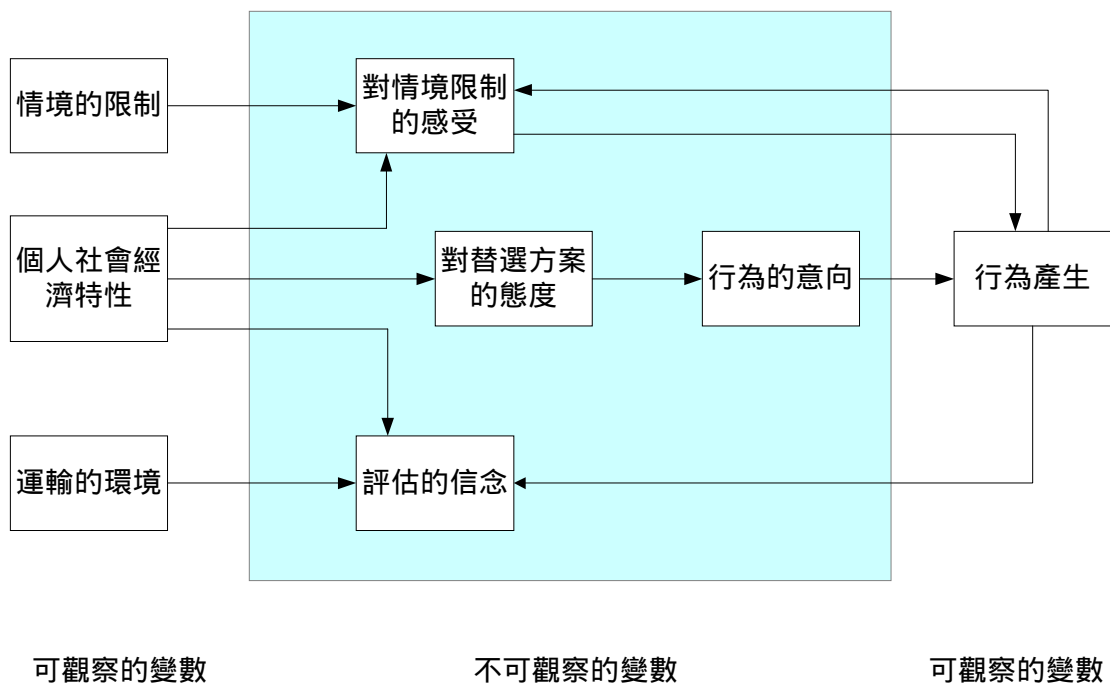 情境的限制
對情境限制
的感受
個人社會經
濟特性
對替選方案
的態度
行為的意向
行為產生
運輸的環境
評估的信念
可觀察的變數
不可觀察的變數
可觀察的變數